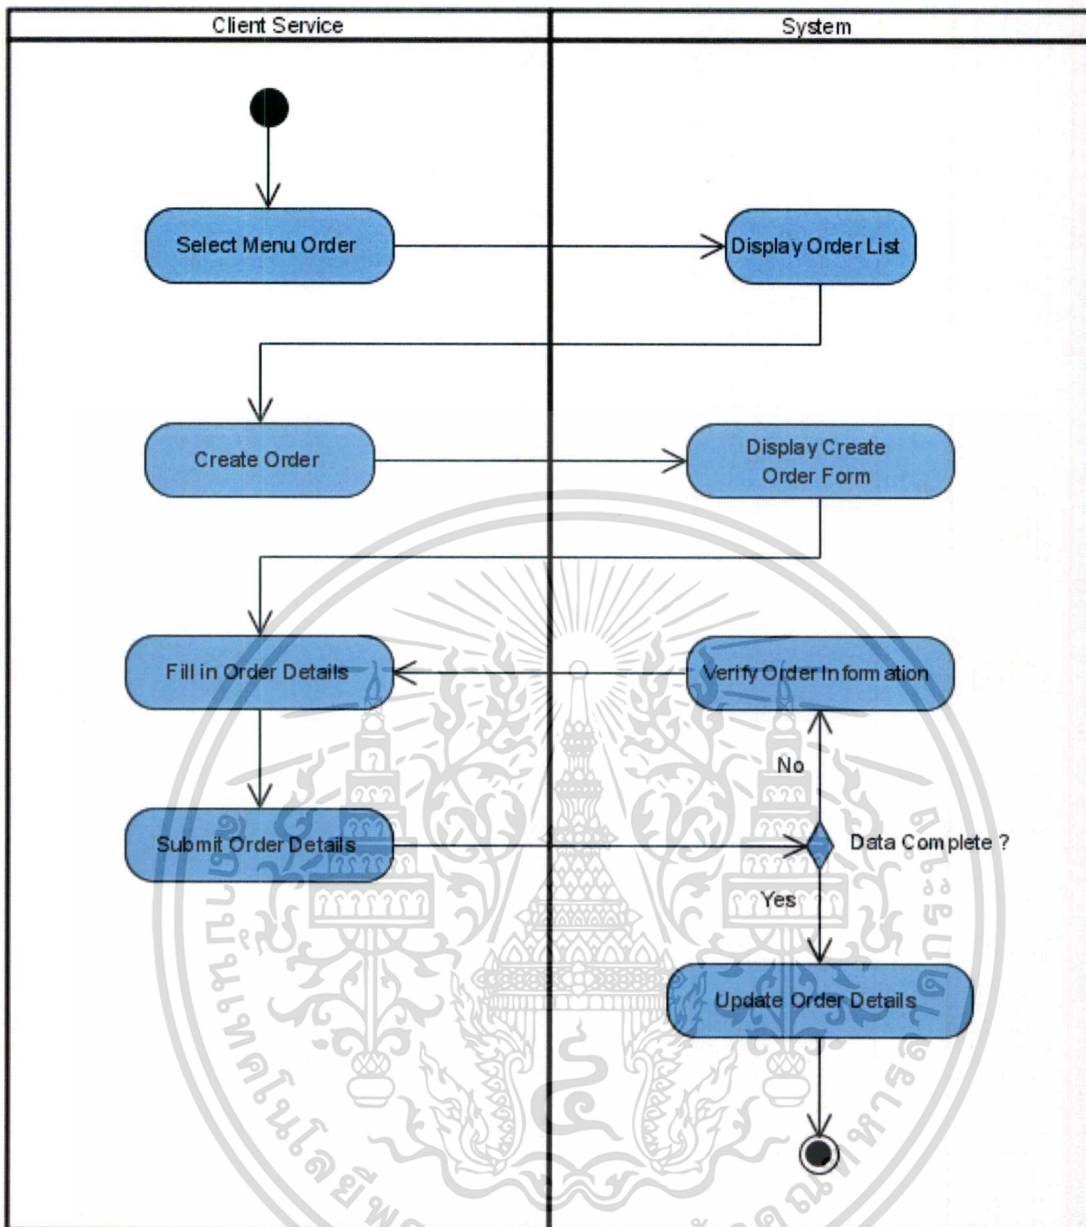 Client Service
System
Select Menu Order
Display Order List
Create Order
Display Create
Order Form
Fill in Order Details
Verify Order Information
No
Submit Order Details
Data Complete ?
Yes
Update Order Details